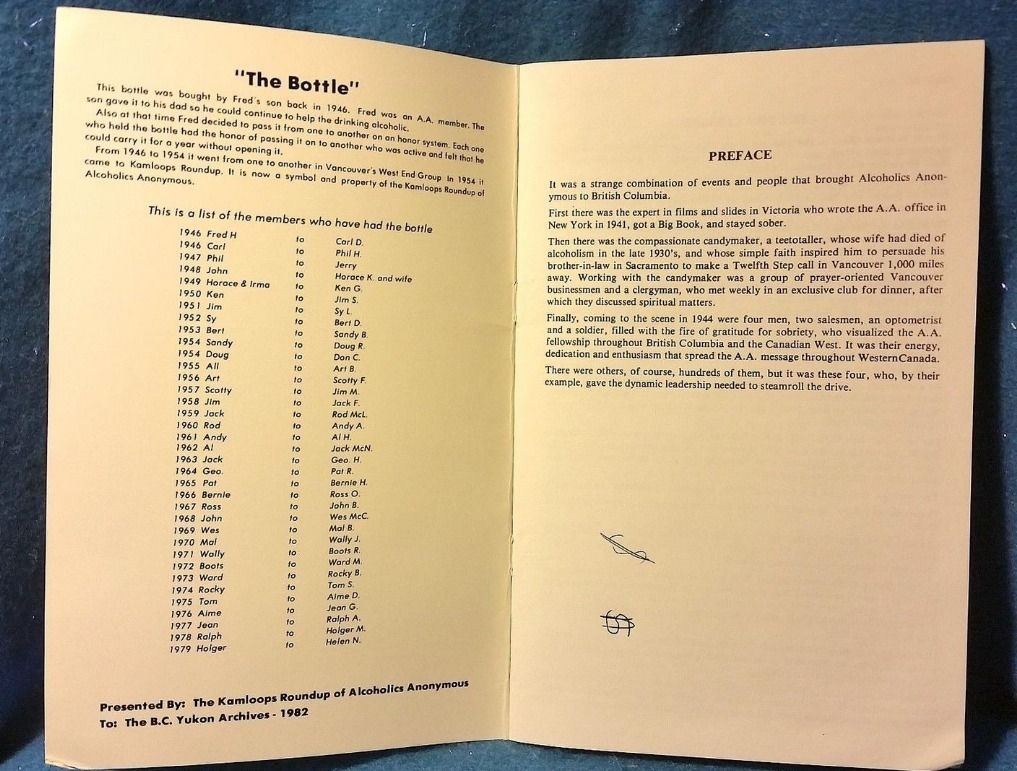 "The Bottle"
This bottle was bought by Fred's son back in 1946. Fred was an A.A. member. The
son gave it to his dad so he could continue to help the drinking alcoholic.
Also at that time Fred decided to pass it from one to another on an honor system. Each one
who held the bottle had the honor of passing it on to another who was active and felt that he
could carry it for a year without opening it.
From 1946 to 1954 it went from one to another in Vancouver's West End Group. In 1954 it
came to Kamloops Roundup. It is now a symbol and property of the Kamloops Roundup of
Alcoholics Anonymous.
This is a list of the members who have had the bottle
1946 Fred H to Carl D.
1946 Carl to Phil H.
1947 Phil to Jerry
1948 John to Horace K. and wife
1949 Horace & Irma to Ken G.
1950 Ken to Jim S.
1951 Jim to Sy L.
1952 Sy to Bert D.
1953 Bert to Sandy B.
1954 Sandy to Doug R.
1954 Doug to Don C.
1955 All to Art B.
1956 Art to Scotty F.
1957 Scotty to Jim M.
1958 Jim to Jack F.
1959 Jack to Rod McL.
1960 Rod to Andy A.
1961 Andy to Al H.
1962 Al to Jack McN.
1963 Jack to Geo. H.
1964 Geo. to Pat R.
1965 Pat to Bernie H.
1966 Bernie to Ross O.
1967 Ross to John B.
1968 John to Wes McC.
1969 Wes to Mal B.
1970 Mal to Wally J.
1971 Wally to Boots R.
1972 Boots to Ward M.
1973 Ward to Rocky B.
1974 Rocky to Tom S.
1975 Tom to Aime D.
1976 Aime to Jean G.
1977 Jean to Ralph A.
1978 Ralph to Holger M.
1979 Holger to Helen N.
Presented By: The Kamloops Roundup of Alcoholics Anonymous
To: The B.C. Yukon Archives - 1982
PREFACE
It was a strange combination of events and people that brought Alcoholics Anon-
ymous to British Columbia.
First there was the expert in films and slides in Victoria who wrote the A.A. office in
New York in 1941, got a Big Book, and stayed sober.
Then there was the compassionate candymaker, a teetotaller, whose wife had died of
alcoholism in the late 1930's, and whose simple faith inspired him to persuade his
brother-in-law in Sacramento to make a Twelfth Step call in Vancouver 1,000 miles
away. Working with the candymaker was a group of prayer-oriented Vancouver
businessmen and a clergyman, who met weekly in an exclusive club for dinner, after
which they discussed spiritual matters.
Finally, coming to the scene in 1944 were four men, two salesmen, an optometrist
and a soldier, filled with the fire of gratitude for sobriety, who visualized the A.A.
fellowship throughout British Columbia and the Canadian West. It was their energy,
dedication and enthusiasm that spread the A.A. message throughout Western Canada.
There were others, of course, hundreds of them, but it was these four, who, by their
example, gave the dynamic leadership needed to steamroll the drive.